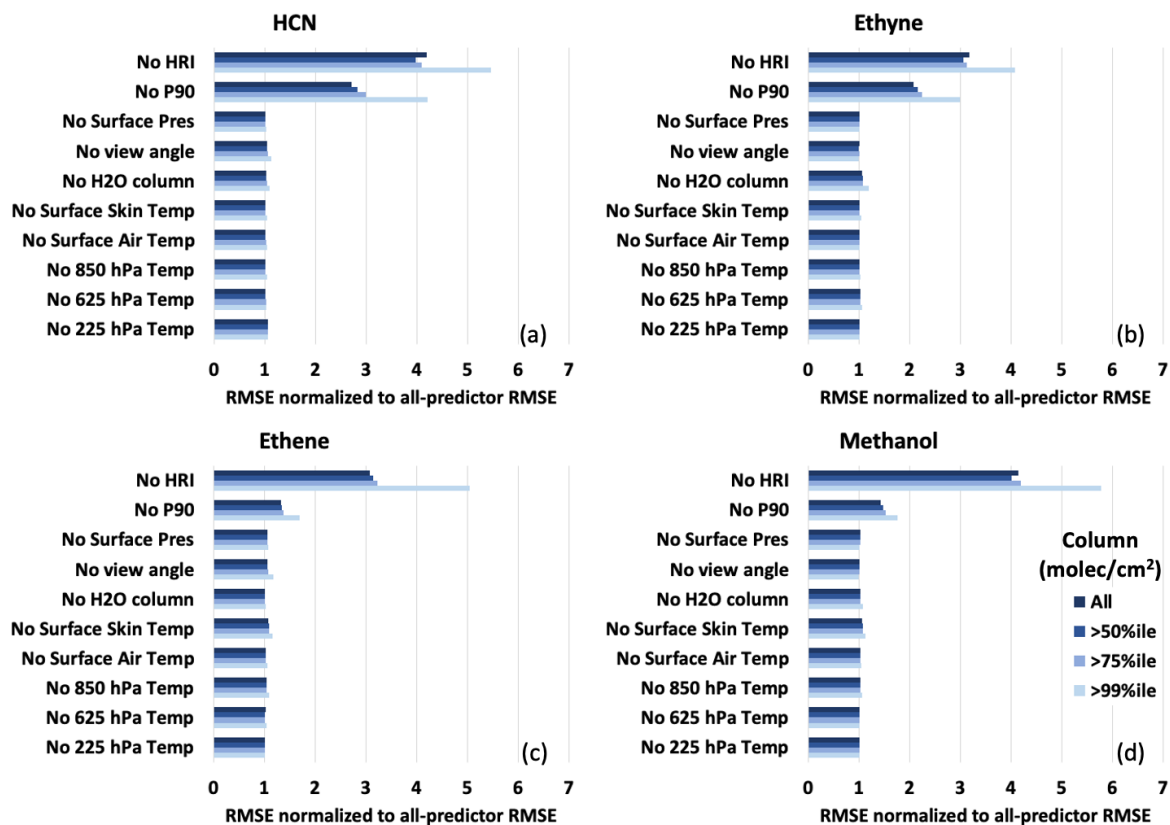 HCN
No HRI
No P90
No Surface Pres
No view angle
No H2O column
No Surface Skin Temp
No Surface Air Temp
No 850 hPa Temp
No 625 hPa Temp
No 225 hPa Temp
(a)
0 1 2 3 4 5 6 7
RMSE normalized to all-predictor RMSE
Ethyne
No HRI
No P90
No Surface Pres
No view angle
No H2O column
No Surface Skin Temp
No Surface Air Temp
No 850 hPa Temp
No 625 hPa Temp
No 225 hPa Temp
(b)
0 1 2 3 4 5 6 7
RMSE normalized to all-predictor RMSE
Ethene
No HRI
No P90
No Surface Pres
No view angle
No H2O column
No Surface Skin Temp
No Surface Air Temp
No 850 hPa Temp
No 625 hPa Temp
No 225 hPa Temp
(c)
0 1 2 3 4 5 6 7
RMSE normalized to all-predictor RMSE
Methanol
No HRI
No P90
No Surface Pres
No view angle
No H2O column
No Surface Skin Temp
No Surface Air Temp
No 850 hPa Temp
No 625 hPa Temp
No 225 hPa Temp
Column
(molec/cm²)
All
>50%ile
>75%ile
>99%ile
(d)
0 1 2 3 4 5 6 7
RMSE normalized to all-predictor RMSE